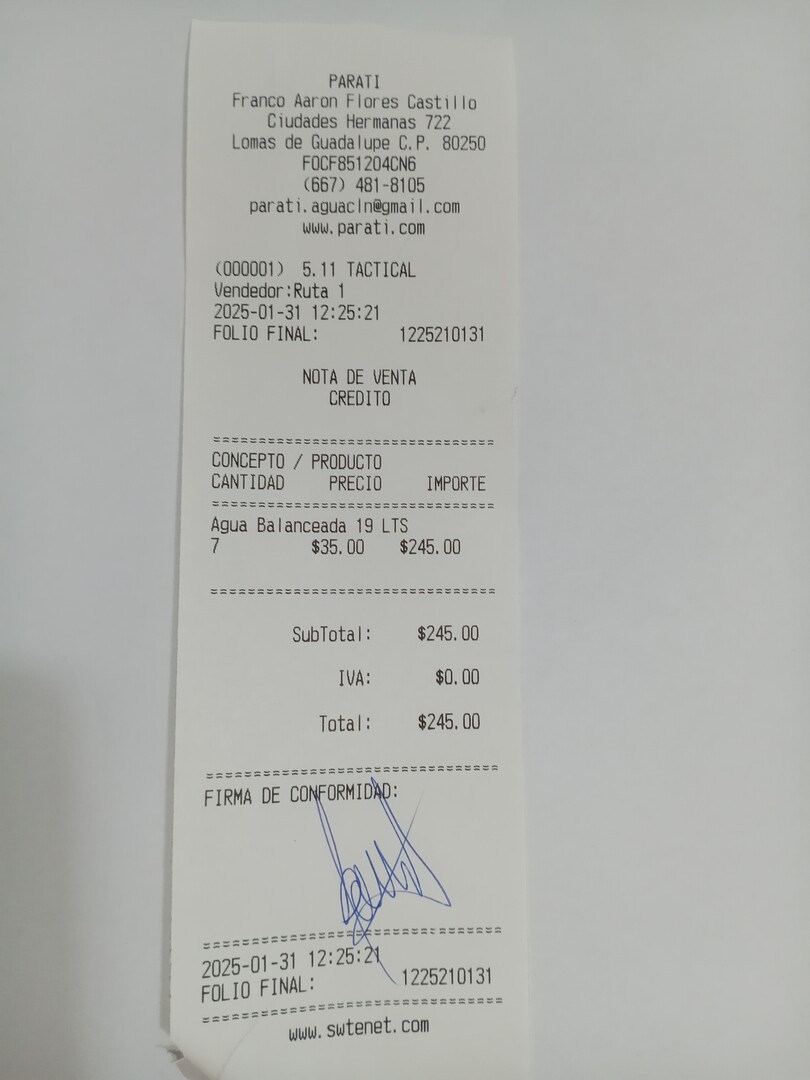 PARATI
Franco Aaron Flores Castillo
Ciudades Hermanas 722
Lomas de Guadalupe C.P. 80250
FOCF851204CN6
(667) 481-8105
parati.aguacln@gmail.com
www.parati.com
(000001) 5.11 TACTICAL
Vendedor:Ruta 1
2025-01-31 12:25:21
FOLIO FINAL: 1225210131
NOTA DE VENTA
CREDITO
================================
CONCEPTO / PRODUCTO
CANTIDAD PRECIO IMPORTE
================================
Agua Balanceada 19 LTS
7 $35.00 $245.00
================================
SubTotal: $245.00
IVA: $0.00
Total: $245.00
================================
FIRMA DE CONFORMIDAD:
================================
2025-01-31 12:25:21
FOLIO FINAL: 1225210131
================================
www.swtenet.com